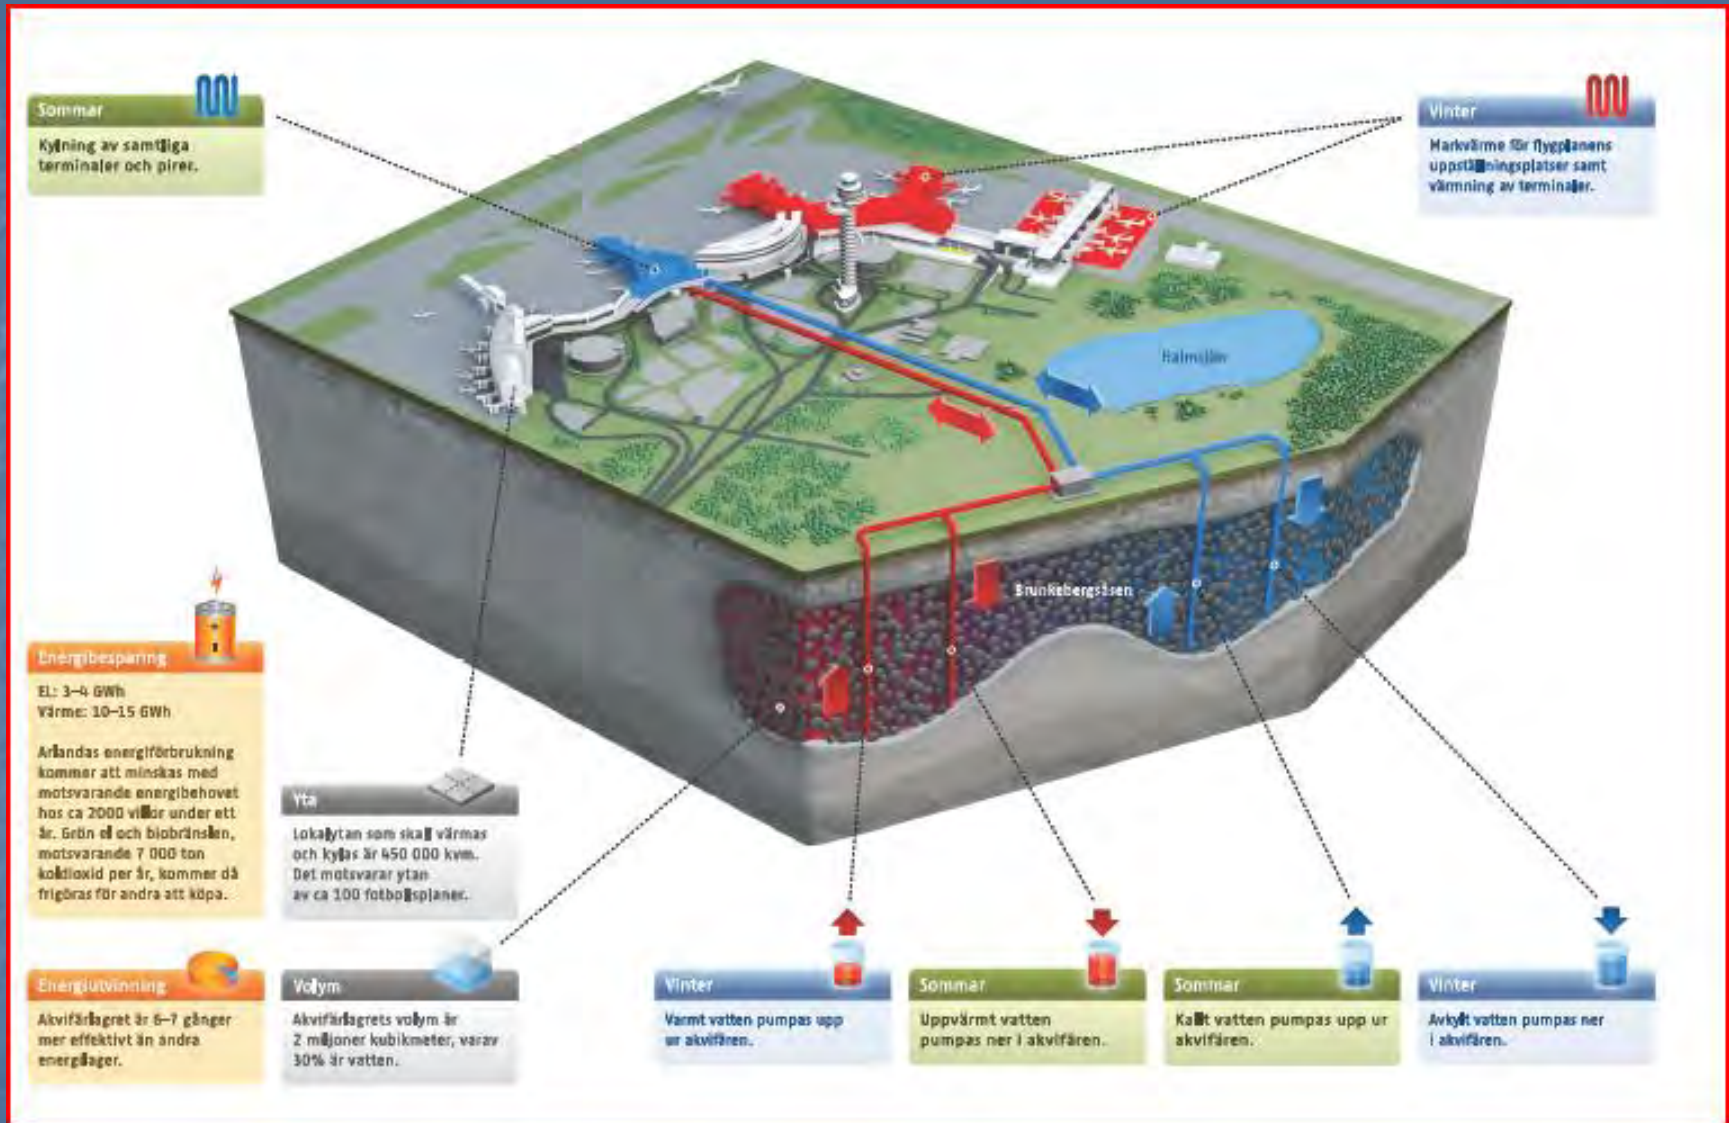 Sommar
Kylning av samtliga
terminaler och pirer.
Vinter
Markvärme för flygplanens
uppställningsplatser samt
värmning av terminaler.
Halmsjön
Brunkebergsåsen
Energibesparing
EL: 3–4 GWh
Värme: 10–15 GWh
Arlandas energiförbrukning
kommer att minskas med
motsvarande energibehovet
hos ca 2000 villor under ett
år. Grön el och biobränslen,
motsvarande 7 000 ton
koldioxid per år, kommer då
frigöras för andra att köpa.
Yta
Lokalytan som skall värmas
och kylas är 450 000 kvm.
Det motsvarar ytan
av ca 100 fotbollsplaner.
Energiutvinning
Akvifärlagret är 6–7 gånger
mer effektivt än andra
energilager.
Volym
Akvifärlagrets volym är
2 miljoner kubikmeter, varav
30% är vatten.
Vinter
Varmt vatten pumpas upp
ur akvifären.
Sommar
Uppvärmt vatten
pumpas ner i akvifären.
Sommar
Kallt vatten pumpas upp ur
akvifären.
Vinter
Avkylt vatten pumpas ner
i akvifären.